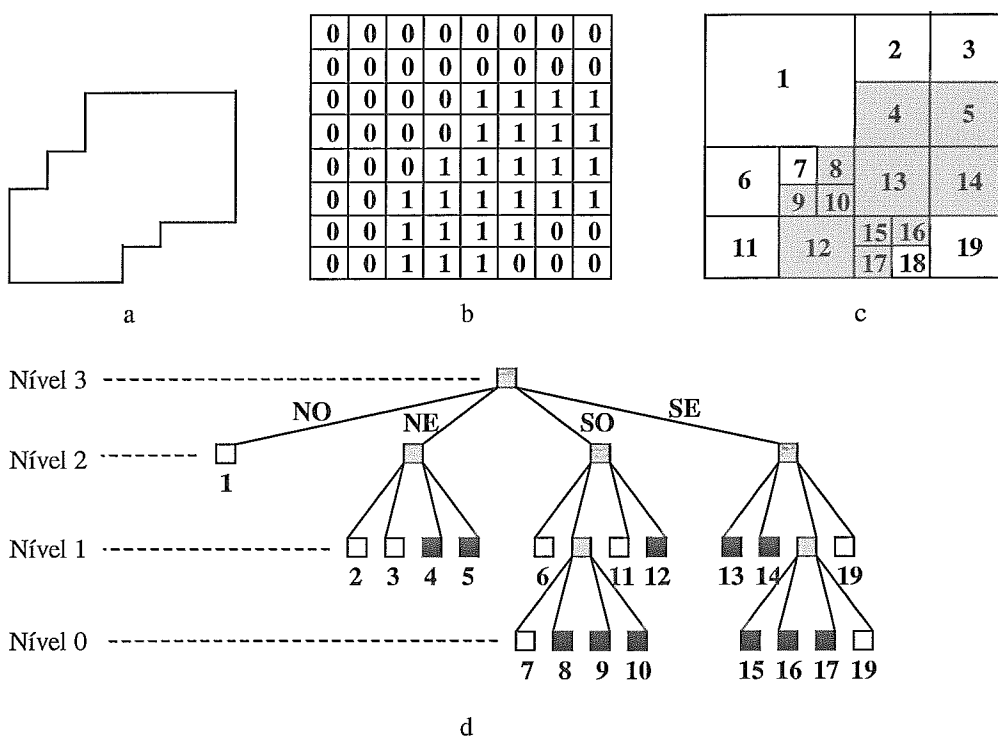 0 0 0 0 0 0 0 0
0 0 0 0 0 0 0 0
0 0 0 0 1 1 1 1
0 0 0 0 1 1 1 1
0 0 0 1 1 1 1 1
0 0 1 1 1 1 1 1
0 0 1 1 1 1 0 0
0 0 1 1 1 0 0 0
1 2 3
4 5
6 7 8 13 14
9 10
11 12 15 16 19
17 18
a b c
Nível 3
NO NE SO SE
Nível 2
1
Nível 1
2 3 4 5 6 11 12 13 14 19
Nível 0
7 8 9 10 15 16 17 19
d